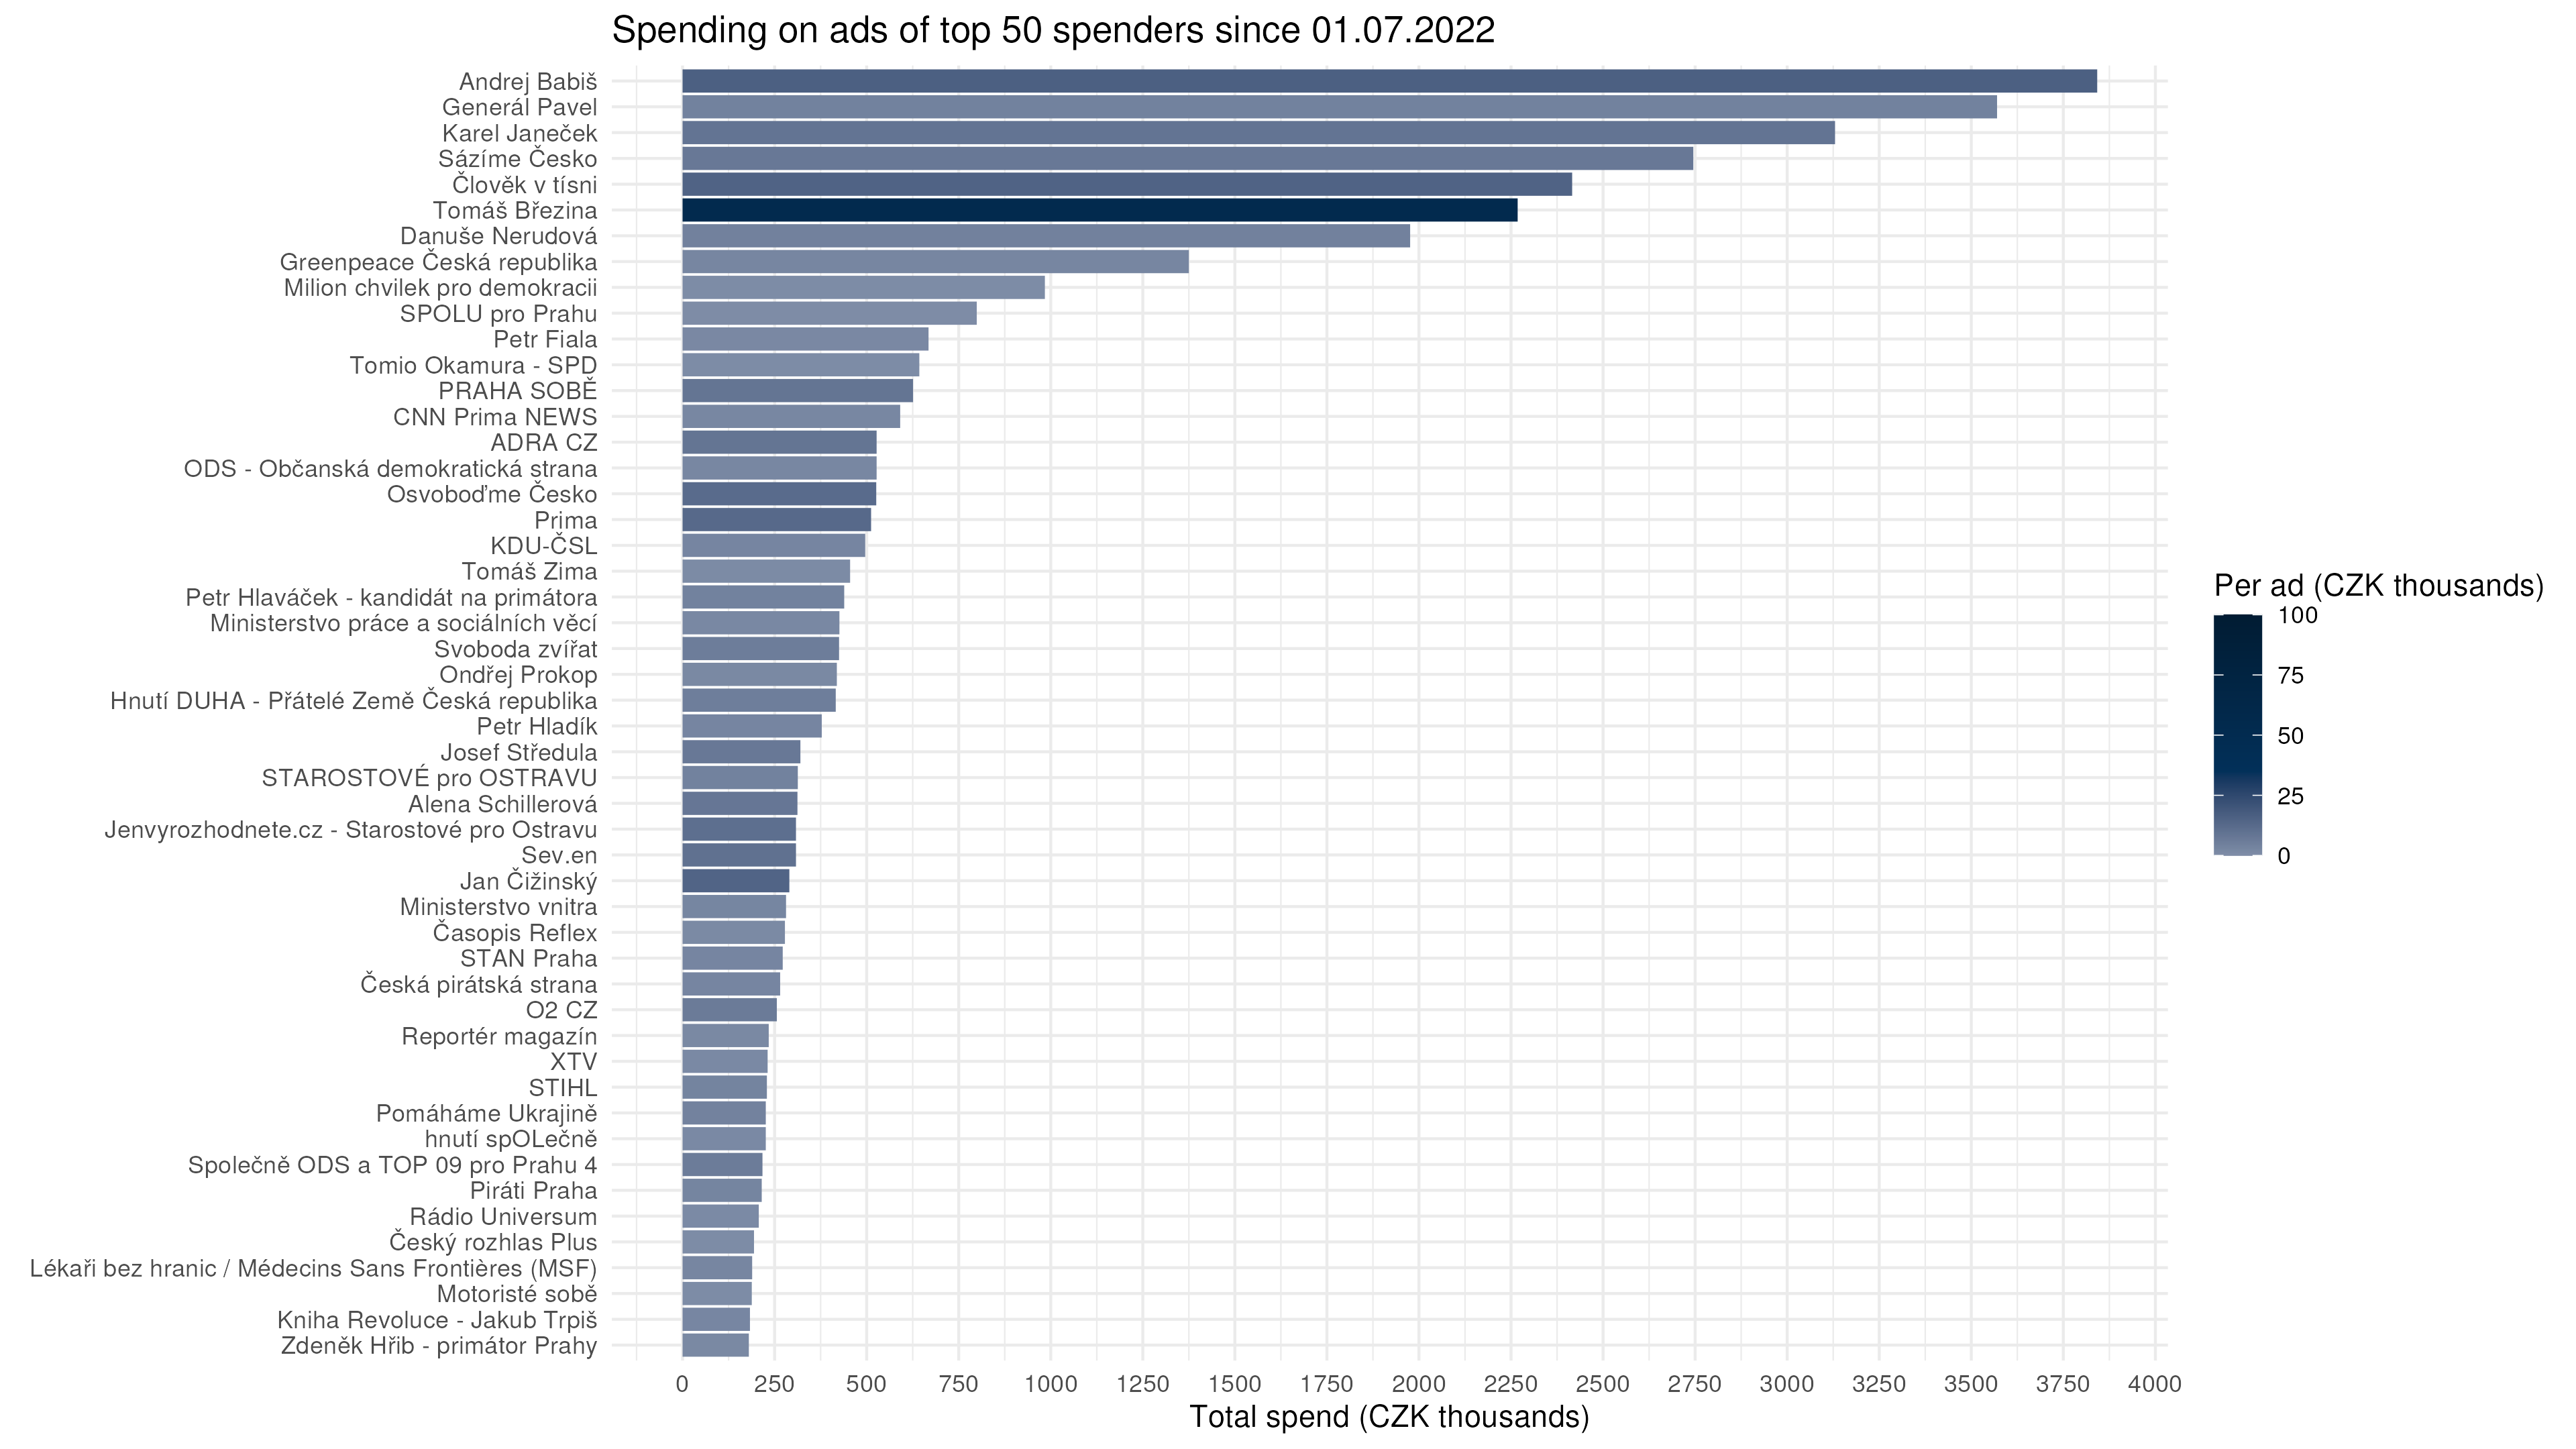 Spending on ads of top 50 spenders since 01.07.2022
Andrej Babiš
Generál Pavel
Karel Janeček
Sázíme Česko
Člověk v tísni
Tomáš Březina
Danuše Nerudová
Greenpeace Česká republika
Milion chvilek pro demokracii
SPOLU pro Prahu
Petr Fiala
Tomio Okamura - SPD
PRAHA SOBĚ
CNN Prima NEWS
ADRA CZ
ODS - Občanská demokratická strana
Osvoboďme Česko
Prima
KDU-ČSL
Tomáš Zima
Petr Hlaváček - kandidát na primátora
Ministerstvo práce a sociálních věcí
Svoboda zvířat
Ondřej Prokop
Hnutí DUHA - Přátelé Země Česká republika
Petr Hladík
Josef Středula
STAROSTOVÉ pro OSTRAVU
Alena Schillerová
Jenvyrozhodnete.cz - Starostové pro Ostravu
Sev.en
Jan Čižinský
Ministerstvo vnitra
Časopis Reflex
STAN Praha
Česká pirátská strana
O2 CZ
Reportér magazín
XTV
STIHL
Pomáháme Ukrajině
hnutí spOLečně
Společně ODS a TOP 09 pro Prahu 4
Piráti Praha
Rádio Universum
Český rozhlas Plus
Lékaři bez hranic / Médecins Sans Frontières (MSF)
Motoristé sobě
Kniha Revoluce - Jakub Trpiš
Zdeněk Hřib - primátor Prahy
0 250 500 750 1000 1250 1500 1750 2000 2250 2500 2750 3000 3250 3500 3750 4000
Total spend (CZK thousands)
Per ad (CZK thousands)
100
75
50
25
0